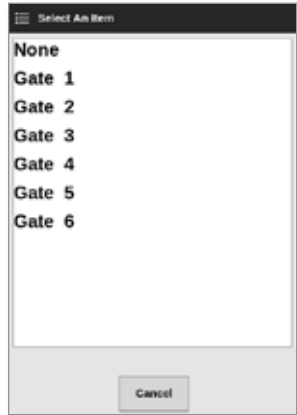 Select An Item
None
Gate 1
Gate 2
Gate 3
Gate 4
Gate 5
Gate 6
Cancel